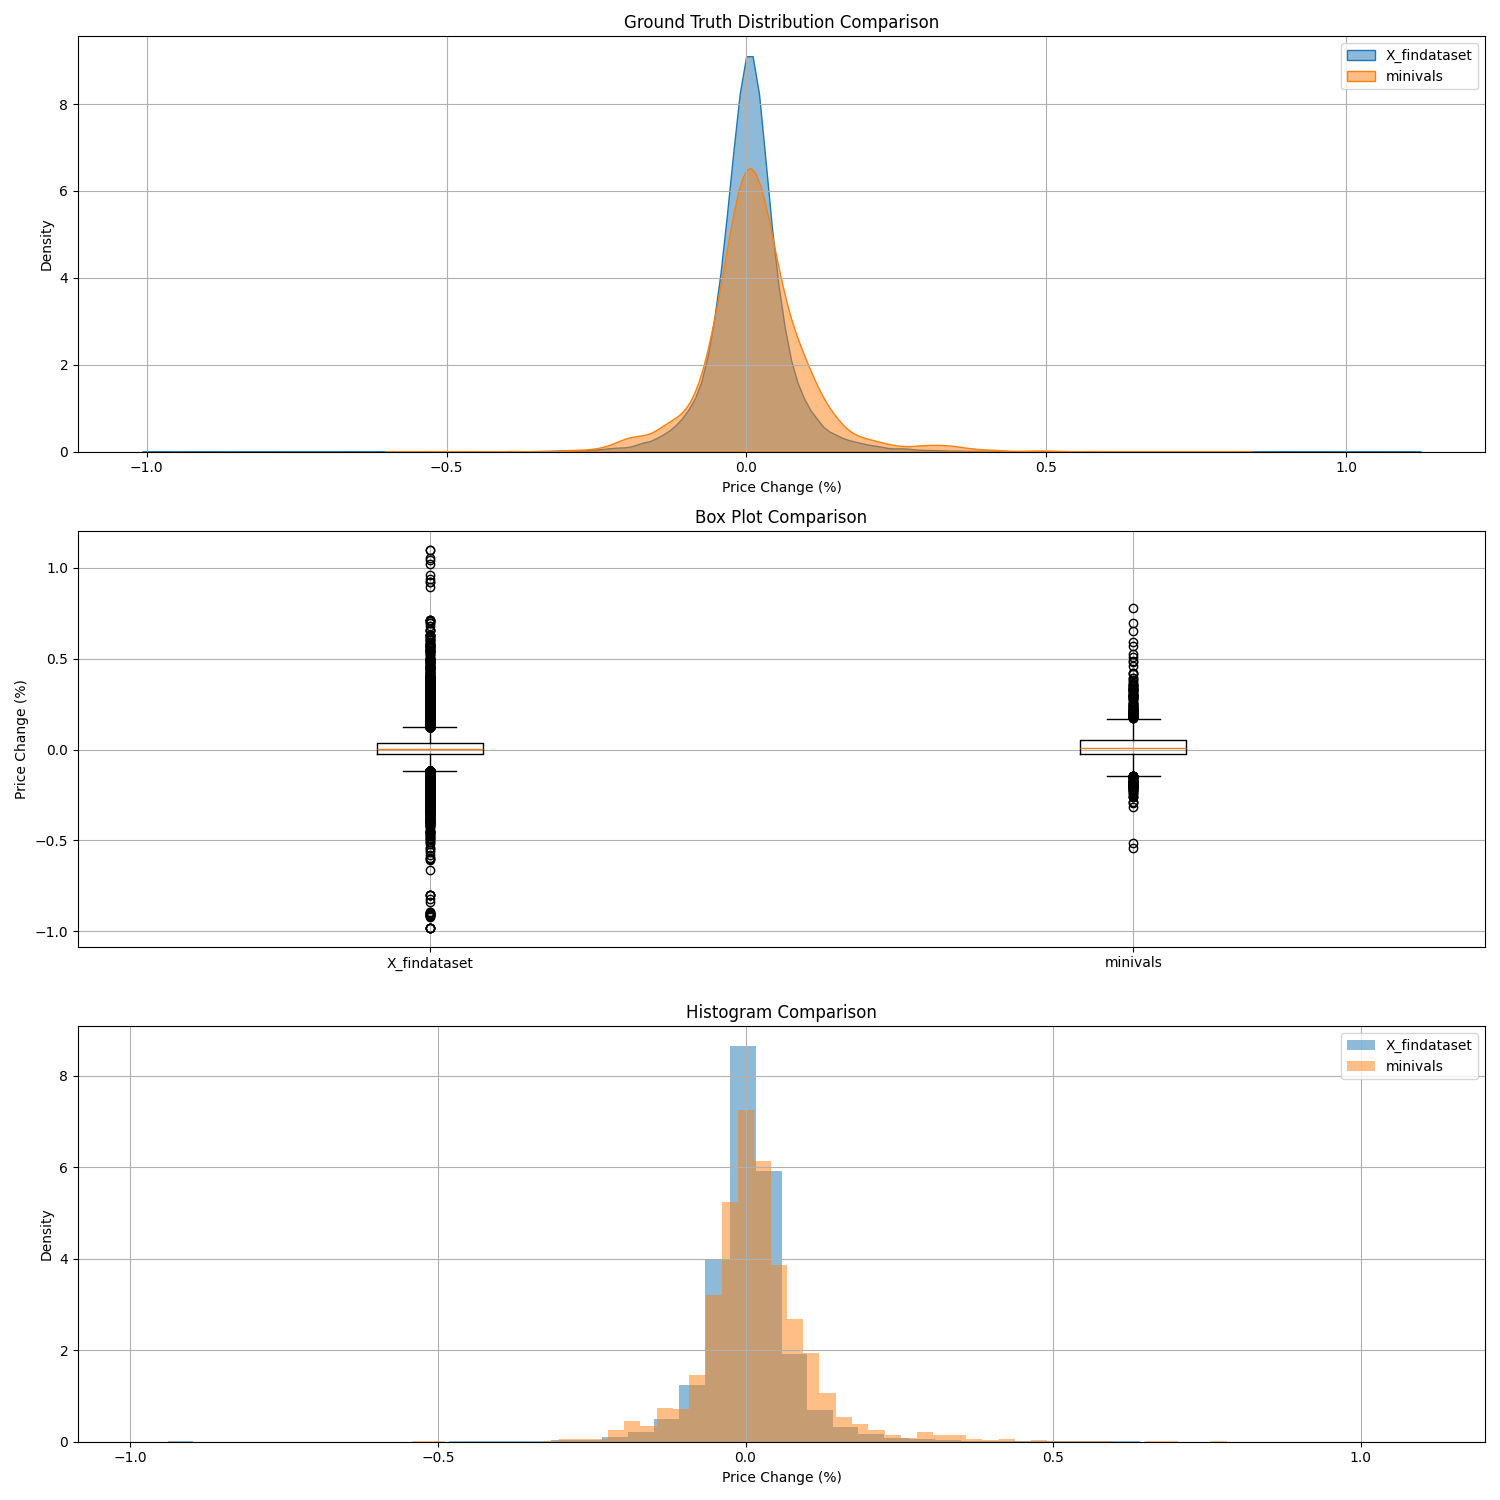 Ground Truth Distribution Comparison
X_findataset
minivals
8
6
4
2
0
Density
−1.0 −0.5 0.0 0.5 1.0
Price Change (%)
Box Plot Comparison
1.0
0.5
0.0
−0.5
−1.0
Price Change (%)
X_findataset minivals
Histogram Comparison
X_findataset
minivals
8
6
4
2
0
Density
−1.0 −0.5 0.0 0.5 1.0
Price Change (%)